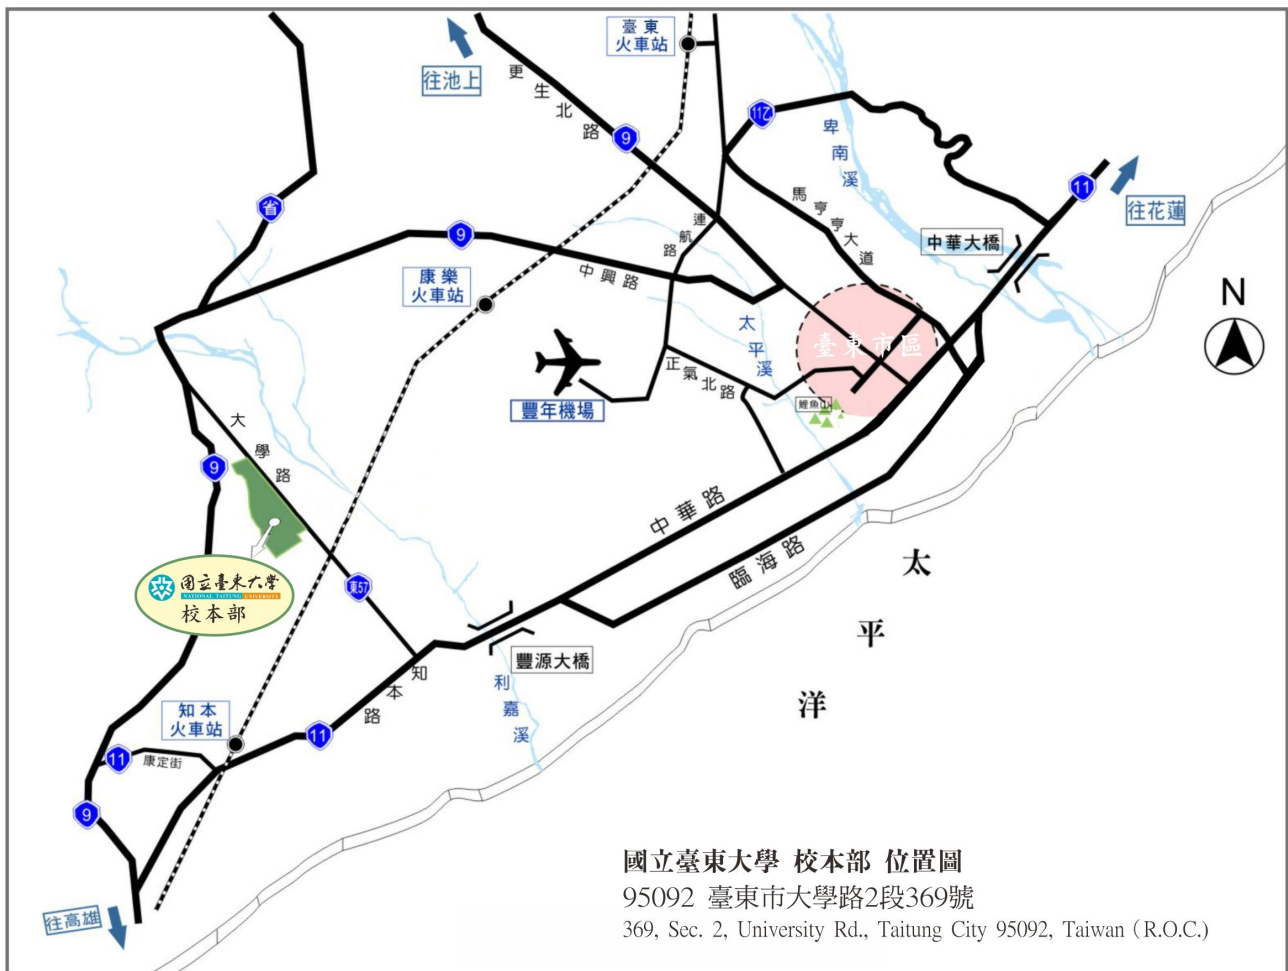 臺東
火車站
往池上
更生北路
9
11乙
卑南溪
11
往花蓮
省
馬亨亨大道
連航路
9
中華大橋
康樂
火車站
中興路
N
太平溪
臺東市區
正氣北路
豐年機場
鯉魚山
大學路
9
中華路
臨海路
太平洋
國立臺東大學
NATIONAL TAITUNG UNIVERSITY
校本部
東57
豐源大橋
知本路
利嘉溪
知本
火車站
11
11
康定街
9
往高雄
國立臺東大學 校本部 位置圖
95092 臺東市大學路2段369號
369, Sec. 2, University Rd., Taitung City 95092, Taiwan (R.O.C.)